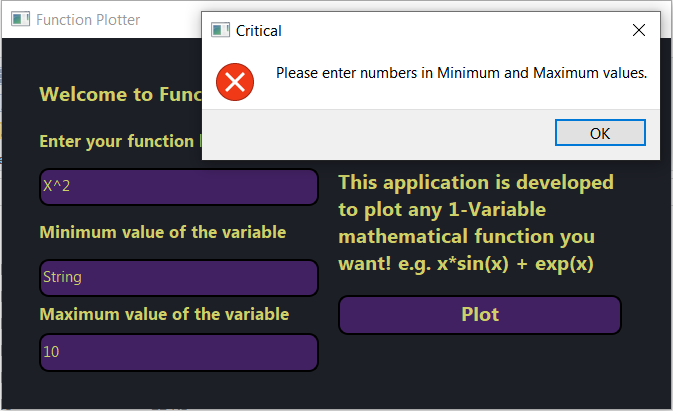 Function Plotter
Critical
Please enter numbers in Minimum and Maximum values.
OK
Welcome to Func
Enter your function
X^2
Minimum value of the variable
String
Maximum value of the variable
10
This application is developed
to plot any 1-Variable
mathematical function you
want! e.g. x*sin(x) + exp(x)
Plot